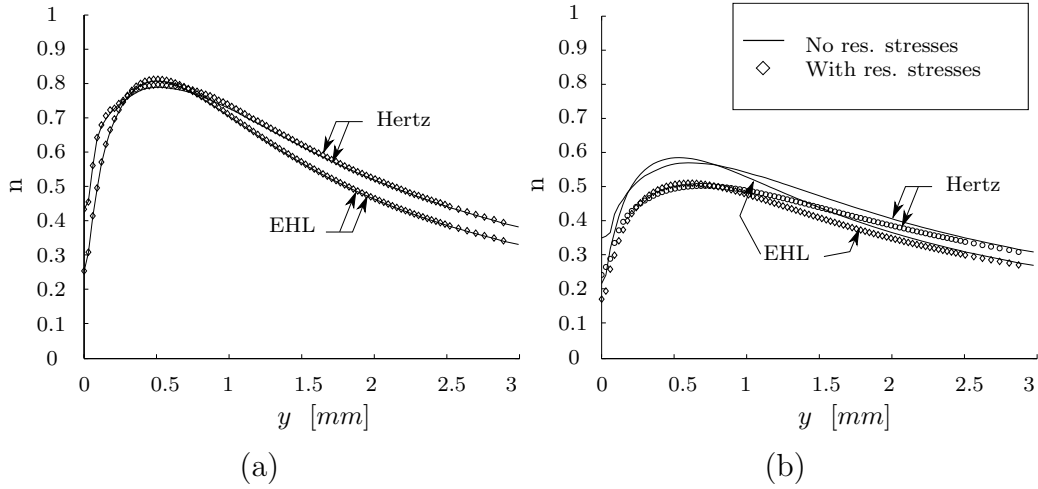 1
0.9
0.8
0.7
0.6
0.5
0.4
0.3
0.2
0.1
0
n
Hertz
EHL
0 0.5 1 1.5 2 2.5 3
y [mm]
(a)
1
0.9
0.8
0.7
0.6
0.5
0.4
0.3
0.2
0.1
0
n
No res. stresses
With res. stresses
Hertz
EHL
0 0.5 1 1.5 2 2.5 3
y [mm]
(b)